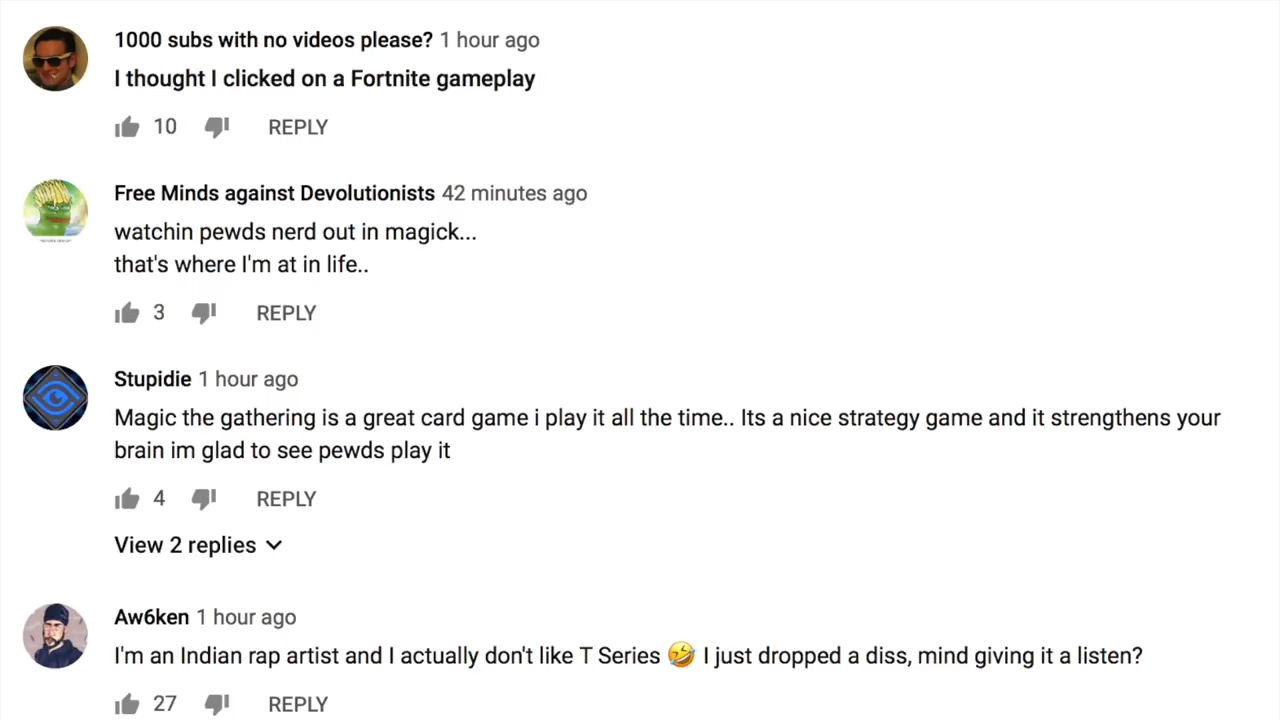 1000 subs with no videos please? 1 hour ago
I thought I clicked on a Fortnite gameplay
10 REPLY
Free Minds against Devolutionists 42 minutes ago
watchin pewds nerd out in magick...
that's where I'm at in life..
3 REPLY
Stupidie 1 hour ago
Magic the gathering is a great card game i play it all the time.. Its a nice strategy game and it strengthens your
brain im glad to see pewds play it
4 REPLY
View 2 replies
Aw6ken 1 hour ago
I'm an Indian rap artist and I actually don't like T Series 🤣 I just dropped a diss, mind giving it a listen?
27 REPLY